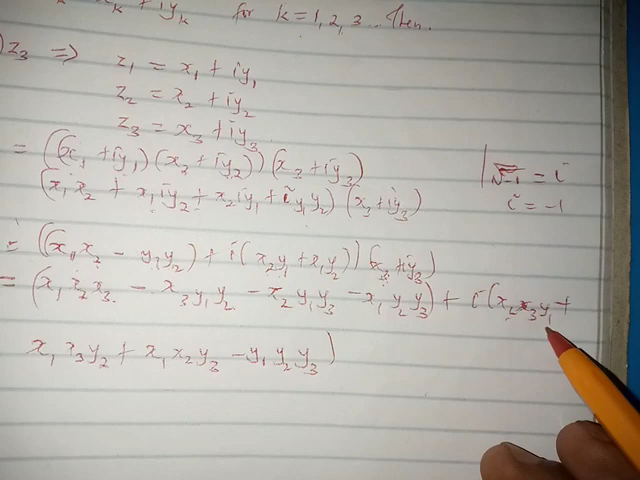 x_k + iy_k for k = 1, 2, 3 ... Then.
)z₃ ⇒ z₁ = x₁ + iy₁
z₂ = x₂ + iy₂
z₃ = x₃ + iy₃
= ((x₁ + iy₁)(x₂ + iy₂))(x₃ + iy₃)
(x₁x₂ + x₁iy₂ + x₂iy₁ + i²y₁y₂)(x₃ + iy₃)
√-1 = i
i² = -1
= ((x₁x₂ - y₁y₂) + i(x₂y₁ + x₁y₂))(x₃ + iy₃)
= (x₁x₂x₃ - x₃y₁y₂ - x₂y₁y₃ - x₁y₂y₃) + i(x₂x₃y₁ +
x₁x₃y₂ + x₁x₂y₃ - y₁y₂y₃)